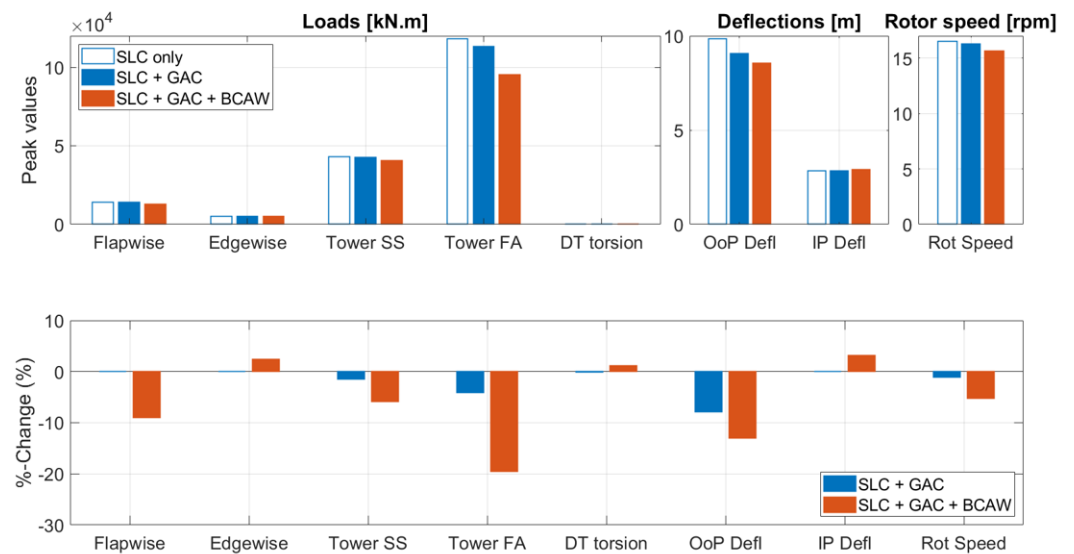 Loads [kN.m]
Deflections [m]
Rotor speed [rpm]
×10⁴
10
5
0
Peak values
SLC only
SLC + GAC
SLC + GAC + BCAW
Flapwise
Edgewise
Tower SS
Tower FA
DT torsion
10
5
0
OoP Defl
IP Defl
15
10
5
0
Rot Speed
10
0
-10
-20
-30
%-Change (%)
SLC + GAC
SLC + GAC + BCAW
Flapwise
Edgewise
Tower SS
Tower FA
DT torsion
OoP Defl
IP Defl
Rot Speed